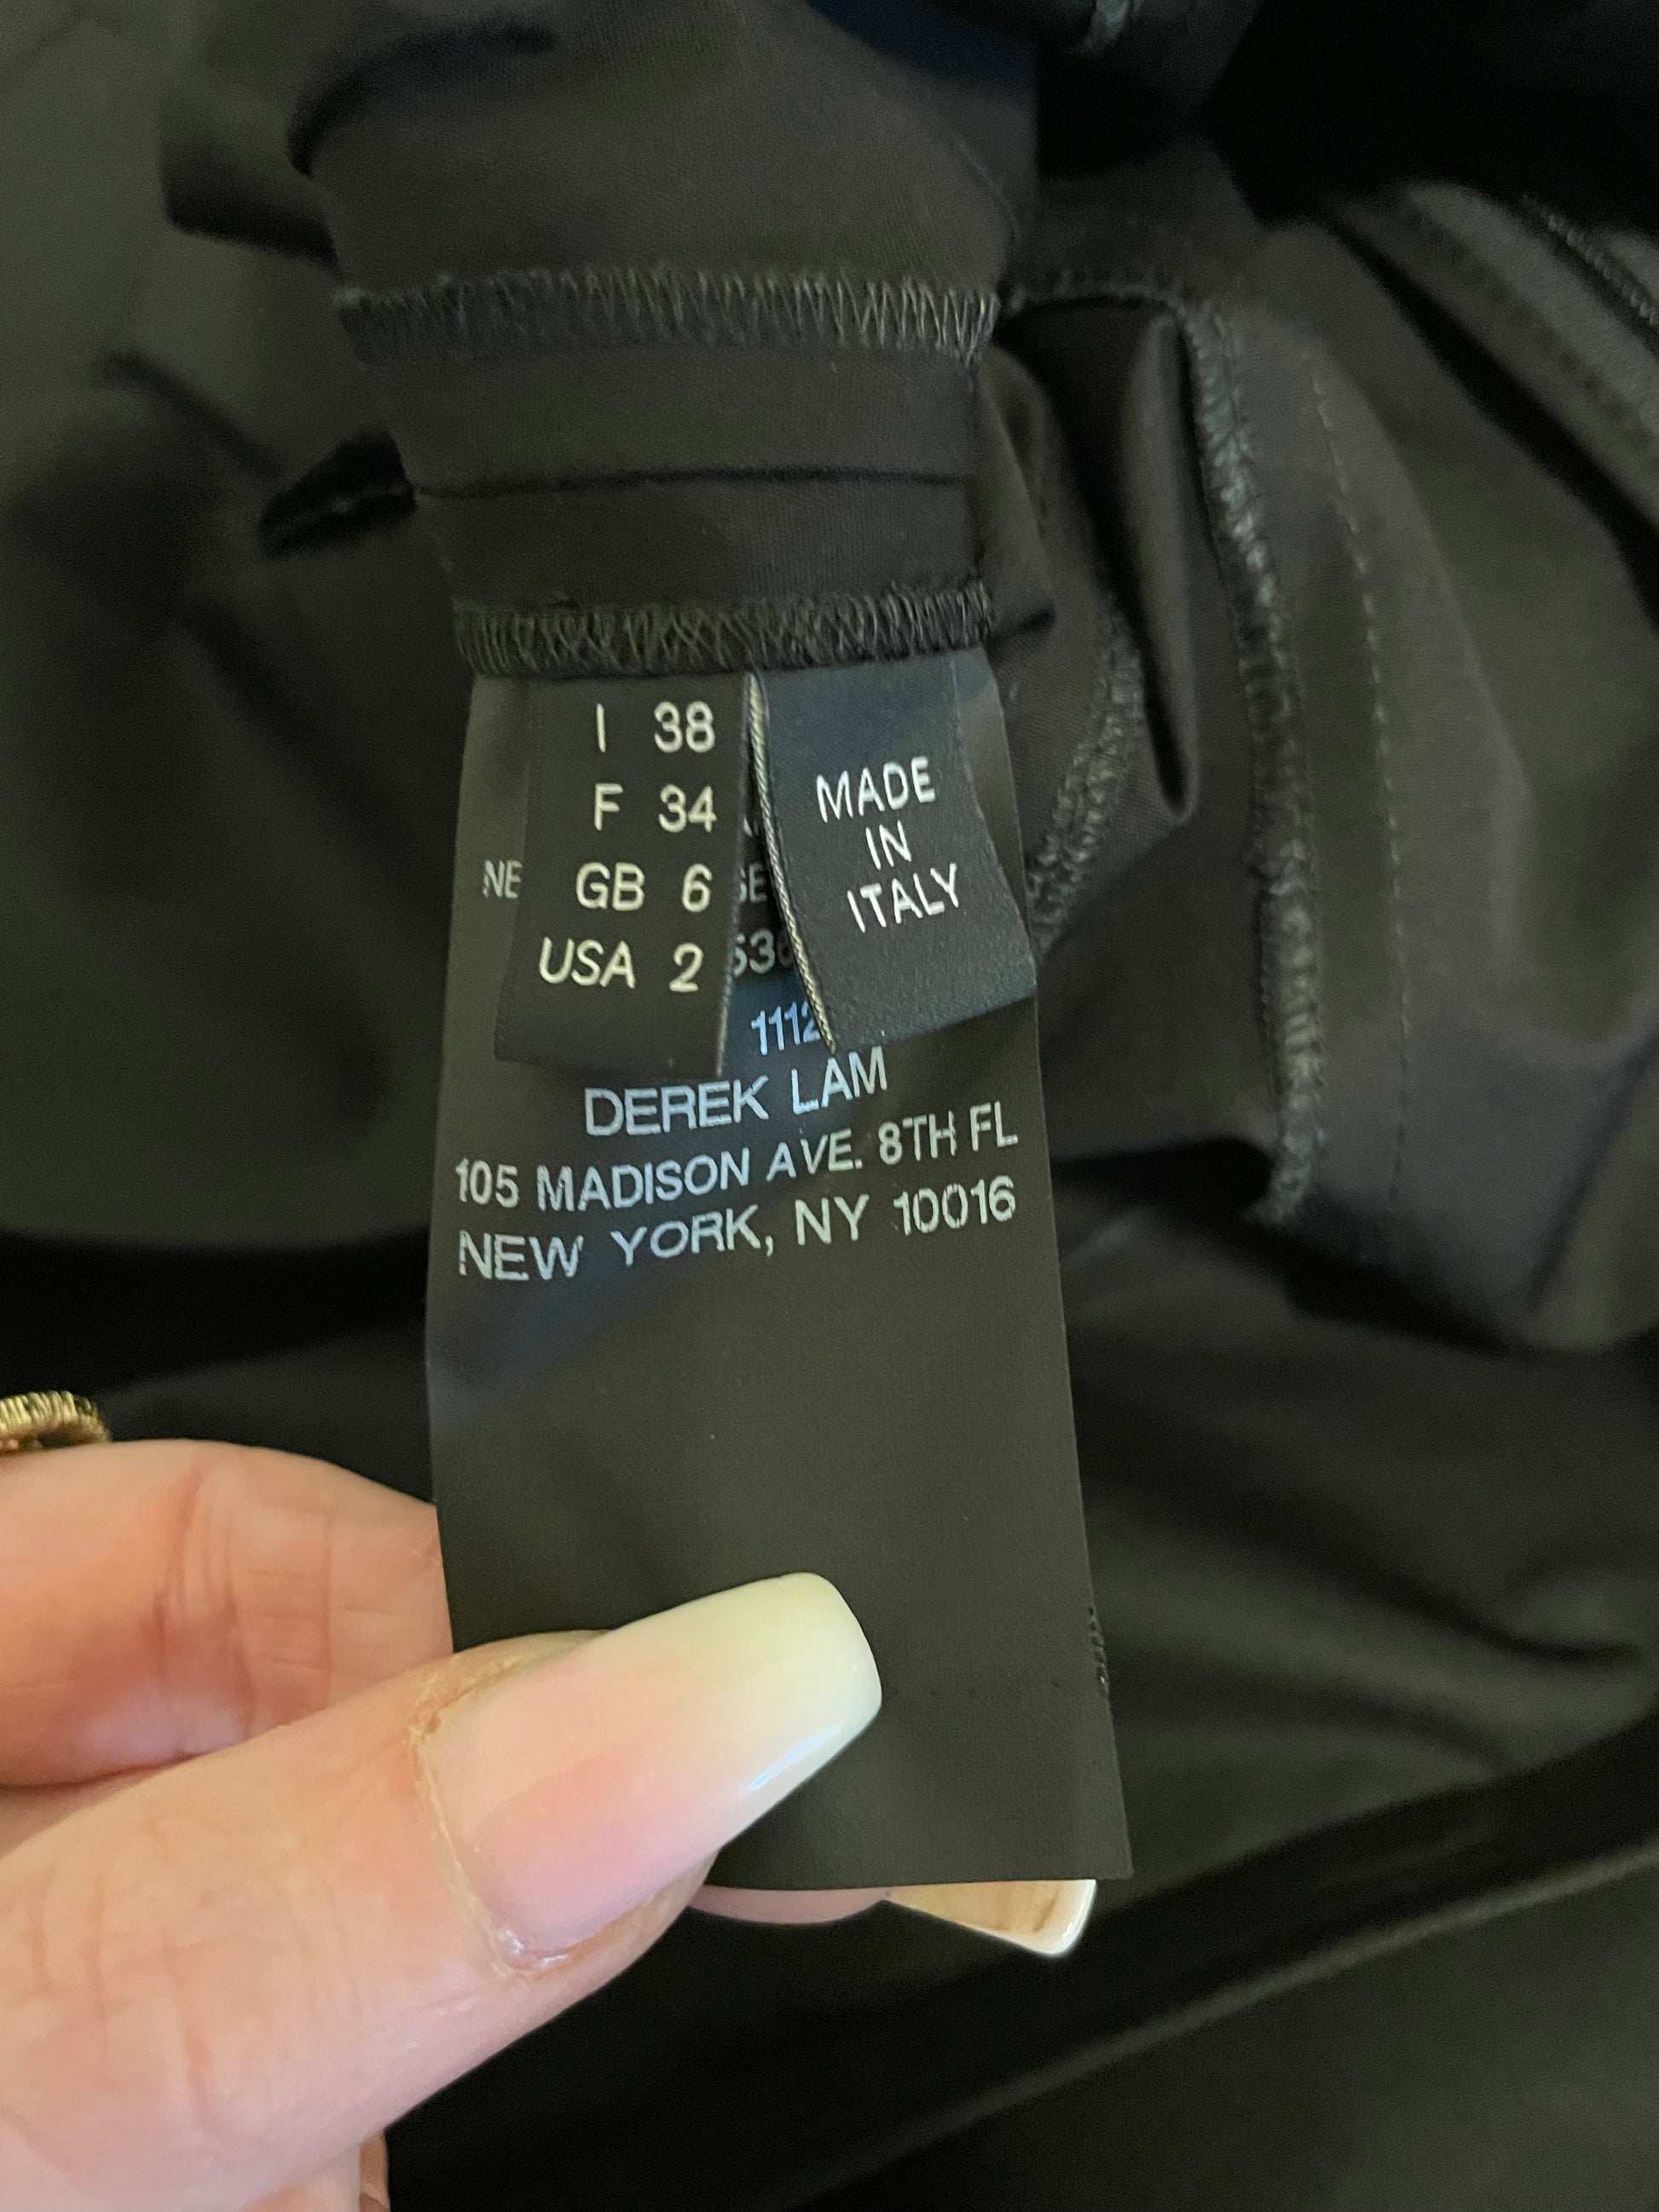 I 38
F 34
GB 6
USA 2
MADE
IN
ITALY
DEREK LAM
105 MADISON AVE. 8TH FL
NEW YORK, NY 10016